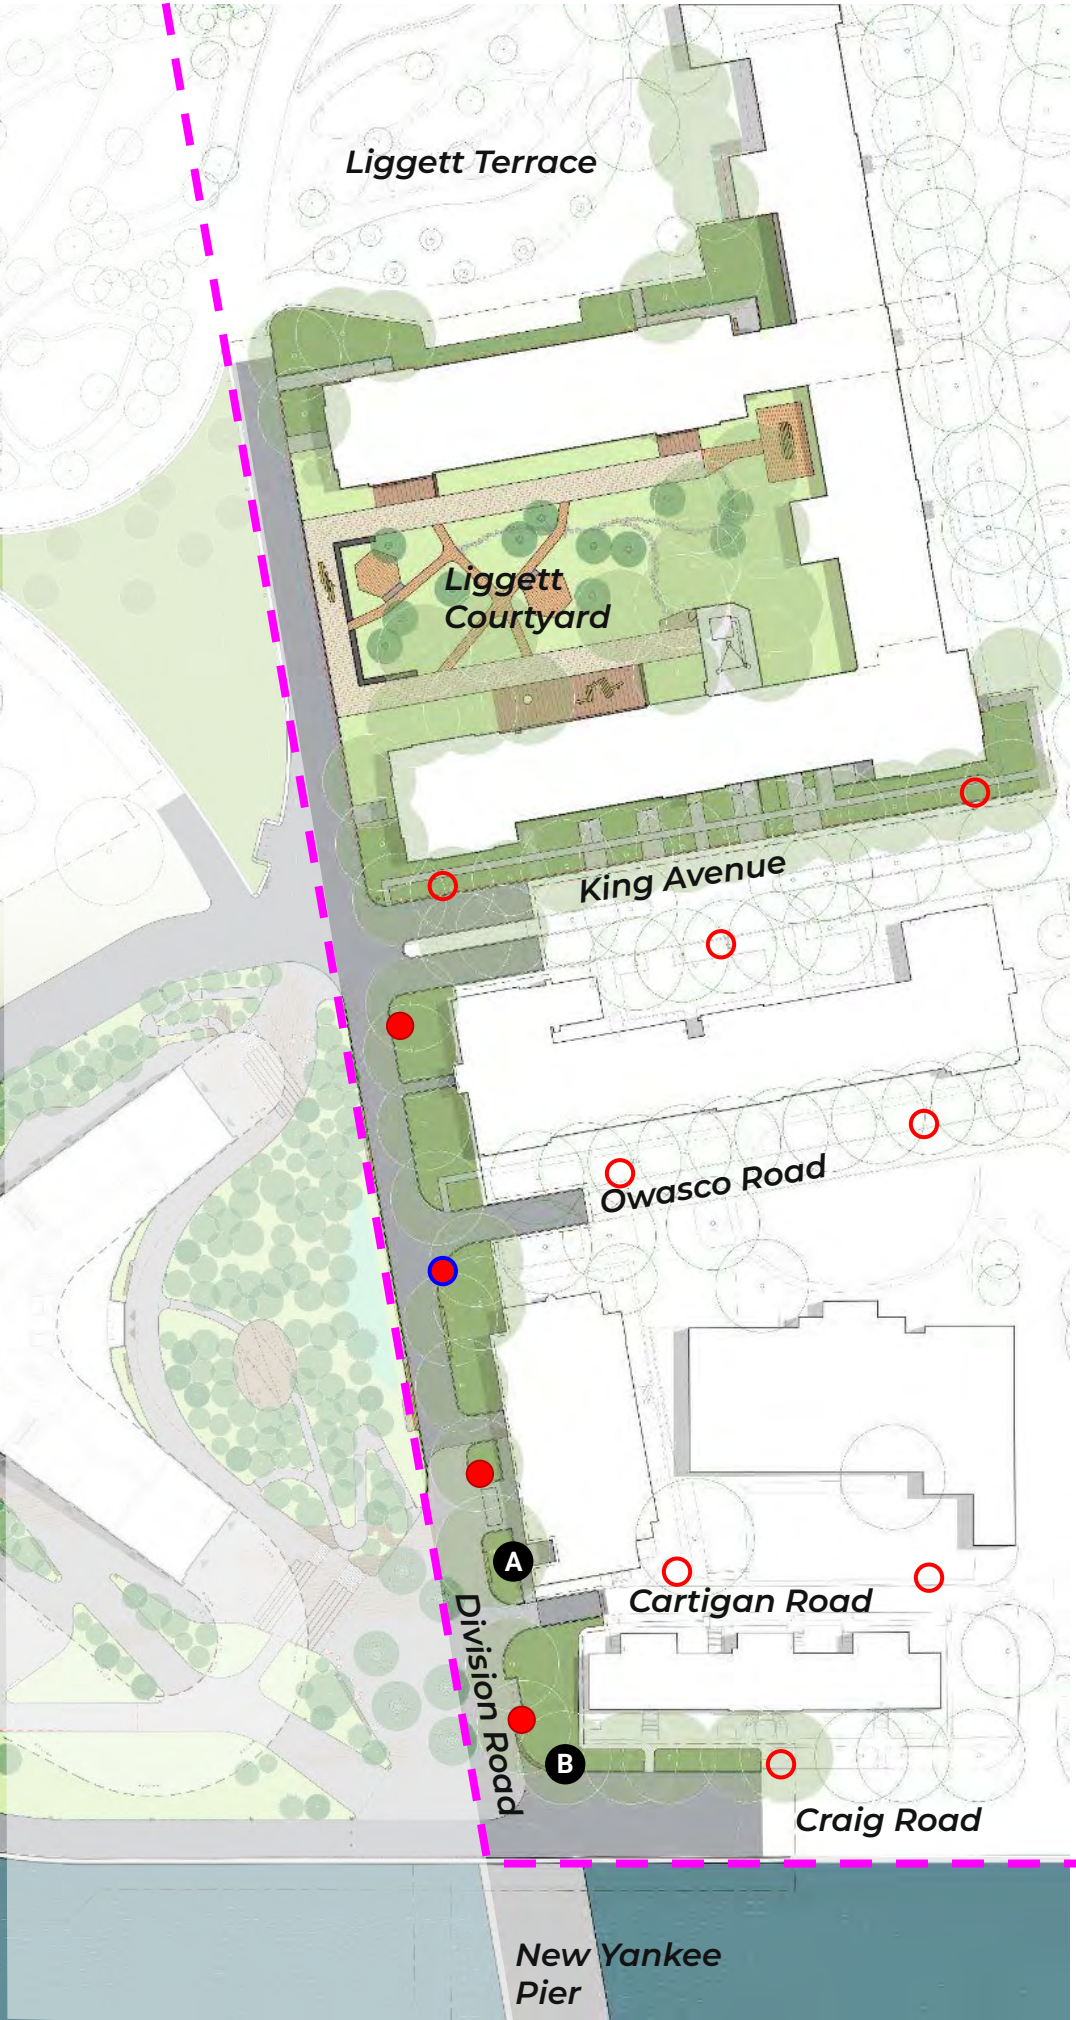 Liggett Terrace
Liggett
Courtyard
King Avenue
Owasco Road
A
Cartigan Road
Division Road
B
Craig Road
New Yankee
Pier